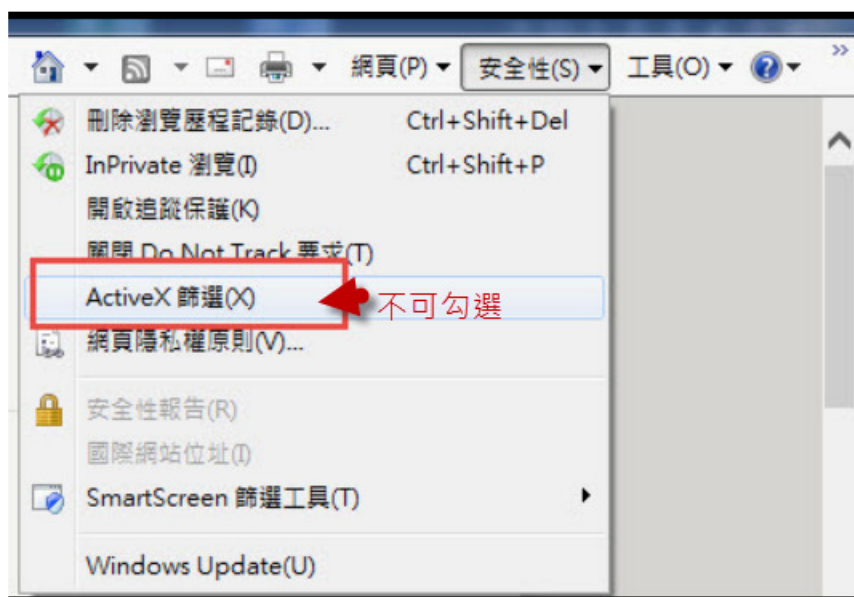 網頁(P) 安全性(S) 工具(O)
刪除瀏覽歷程記錄(D)... Ctrl+Shift+Del
InPrivate 瀏覽(I) Ctrl+Shift+P
開啟追蹤保護(K)
關閉 Do Not Track 要求(T)
ActiveX 篩選(X) 不可勾選
網頁隱私權原則(V)...
安全性報告(R)
國際網站位址(I)
SmartScreen 篩選工具(T)
Windows Update(U)